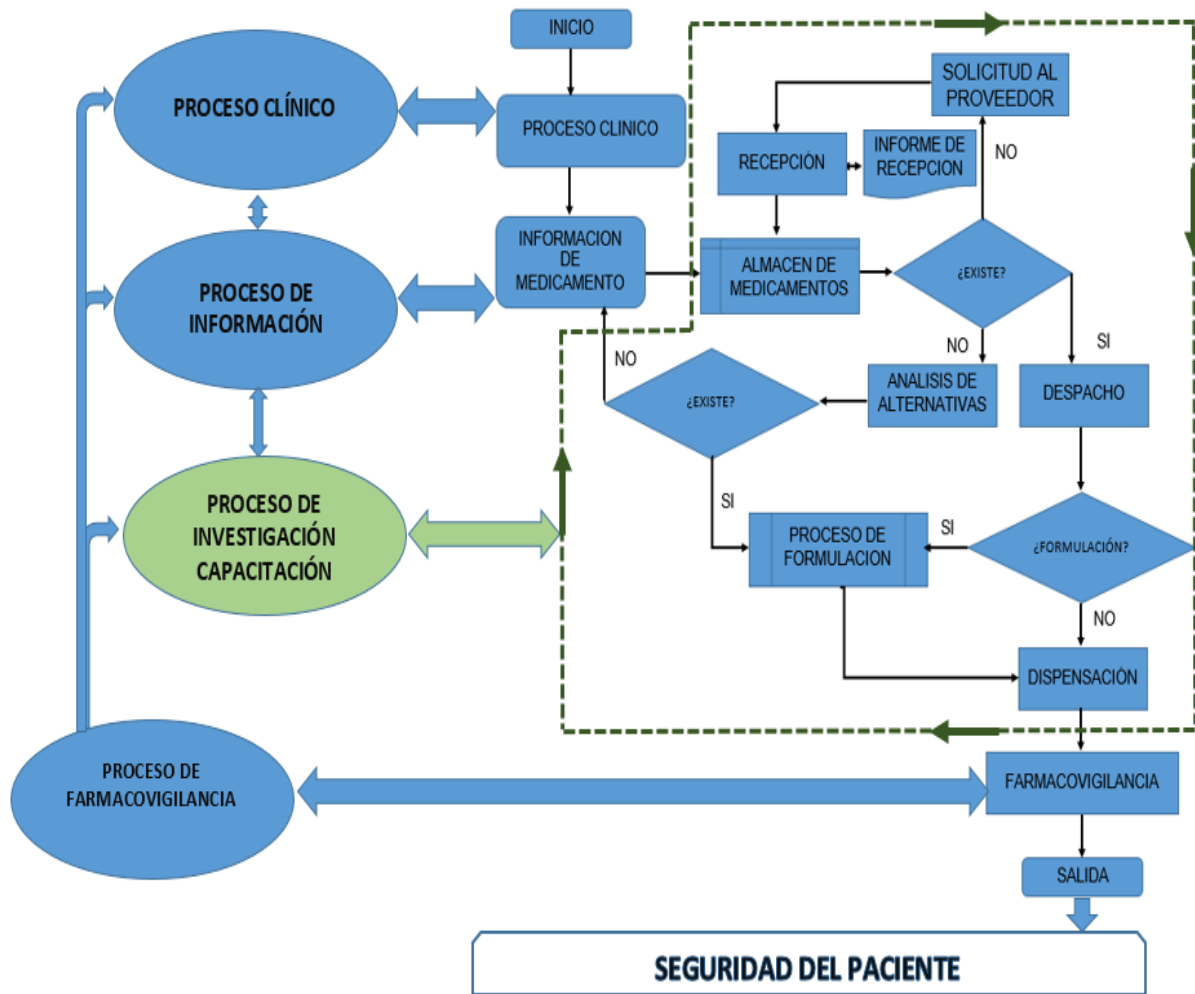 INICIO
PROCESO CLÍNICO
PROCESO CLINICO
SOLICITUD AL
PROVEEDOR
RECEPCIÓN
INFORME DE
RECEPCION
NO
INFORMACION
DE
MEDICAMENTO
ALMACEN DE
MEDICAMENTOS
¿EXISTE?
PROCESO DE
INFORMACIÓN
NO
SI
NO
¿EXISTE?
ANALISIS DE
ALTERNATIVAS
DESPACHO
PROCESO DE
INVESTIGACIÓN
CAPACITACIÓN
SI
PROCESO DE
FORMULACION
SI
¿FORMULACIÓN?
NO
DISPENSACIÓN
PROCESO DE
FARMACOVIGILANCIA
FARMACOVIGILANCIA
SALIDA
SEGURIDAD DEL PACIENTE